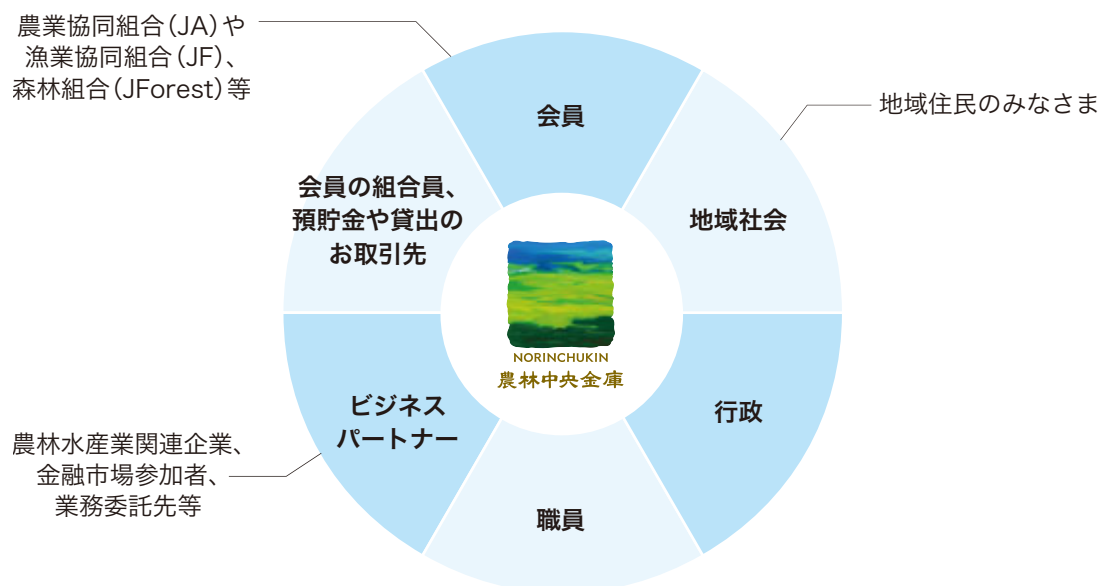 農業協同組合（JA）や
漁業協同組合（JF）、
森林組合（JForest）等
会員
地域住民のみなさま
会員の組合員、
預貯金や貸出の
お取引先
地域社会
NORINCHUKIN
農林中央金庫
ビジネス
パートナー
行政
農林水産業関連企業、
金融市場参加者、
業務委託先等
職員